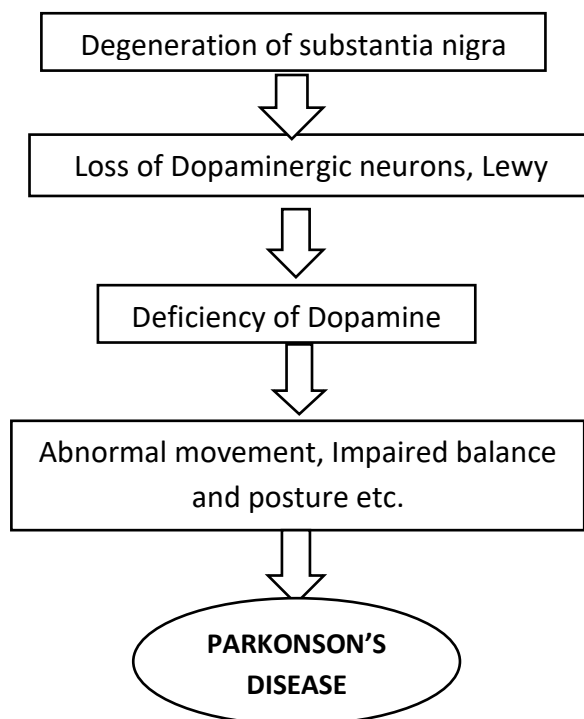 Degeneration of substantia nigra
Loss of Dopaminergic neurons, Lewy
Deficiency of Dopamine
Abnormal movement, Impaired balance
and posture etc.
PARKONSON'S
DISEASE